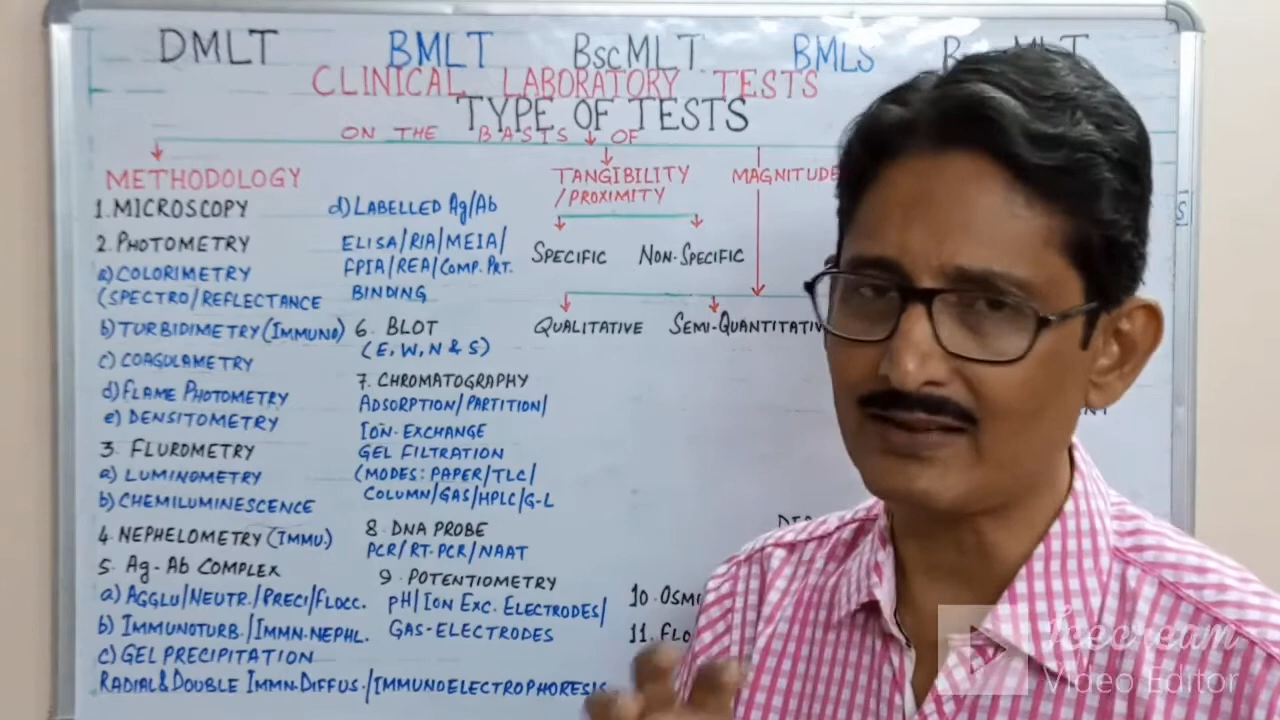 DMLT BMLT BscMLT BMLS
CLINICAL LABORATORY TESTS
TYPE OF TESTS
ON THE BASIS OF
METHODOLOGY
1. MICROSCOPY
2. PHOTOMETRY
a) COLORIMETRY
(SPECTRO/REFLECTANCE
b) TURBIDIMETRY (IMMUNO)
c) COAGULAMETRY
d) FLAME PHOTOMETRY
e) DENSITOMETRY
3. FLUROMETRY
a) LUMINOMETRY
b) CHEMILUMINESCENCE
4. NEPHELOMETRY (IMMU.)
5. Ag-Ab COMPLEX
a) AGGLU/NEUTR./PRECI/FLOCC.
b) IMMUNOTURB./IMMN.NEPHL.
c) GEL PRECIPITATION
RADIAL & DOUBLE IMMN.DIFFUS./IMMUNOELECTROPHORESIS
d) LABELLED Ag/Ab
ELISA/RIA/MEIA/
FPIA/REA/COMP. PRT.
BINDING
6. BLOT
(E, W, N & S)
7. CHROMATOGRAPHY
ADSORPTION/PARTITION/
ION-EXCHANGE
GEL FILTRATION
(MODES: PAPER/TLC/
COLUMN/GAS/HPLC/G-L
8. DNA PROBE
PCR/RT-PCR/NAAT
9. POTENTIOMETRY
pH/ION EXC. ELECTRODES/
GAS-ELECTRODES
TANGIBILITY
/PROXIMITY
SPECIFIC NON-SPECIFIC
MAGNITUDE
QUALITATIVE SEMI-QUANTITATIV
10. OSM
11. FLO
S
Icecream
Video Editor